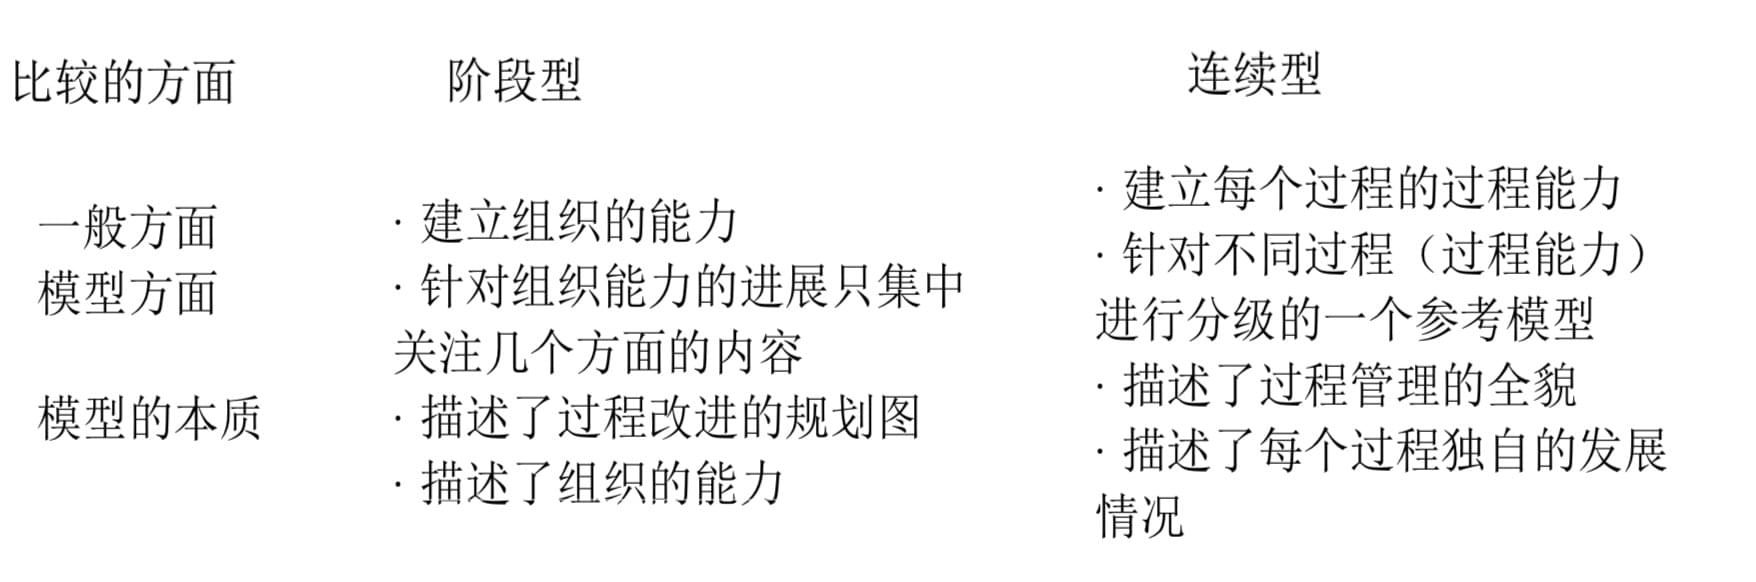 比较的方面
阶段型
连续型
一般方面
模型方面
模型的本质
· 建立组织的能力
· 针对组织能力的进展只集中
关注几个方面的内容
· 描述了过程改进的规划图
· 描述了组织的能力
· 建立每个过程的过程能力
· 针对不同过程（过程能力）
进行分级的一个参考模型
· 描述了过程管理的全貌
· 描述了每个过程独自的发展
情况